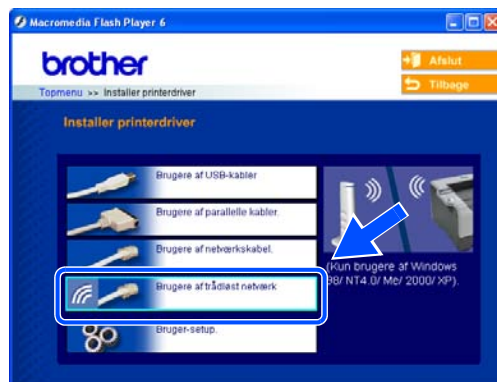 Macromedia Flash Player 6
brother
Afslut
Tilbage
Topmenu >> Installer printerdriver
Installer printerdriver
Brugere af USB-kabler
Brugere af parallelle kabler.
Brugere af netværkskabel.
Brugere af trådløst netværk
Bruger-setup.
(Kun brugere af Windows
98/ NT4.0/ Me/ 2000/ XP).